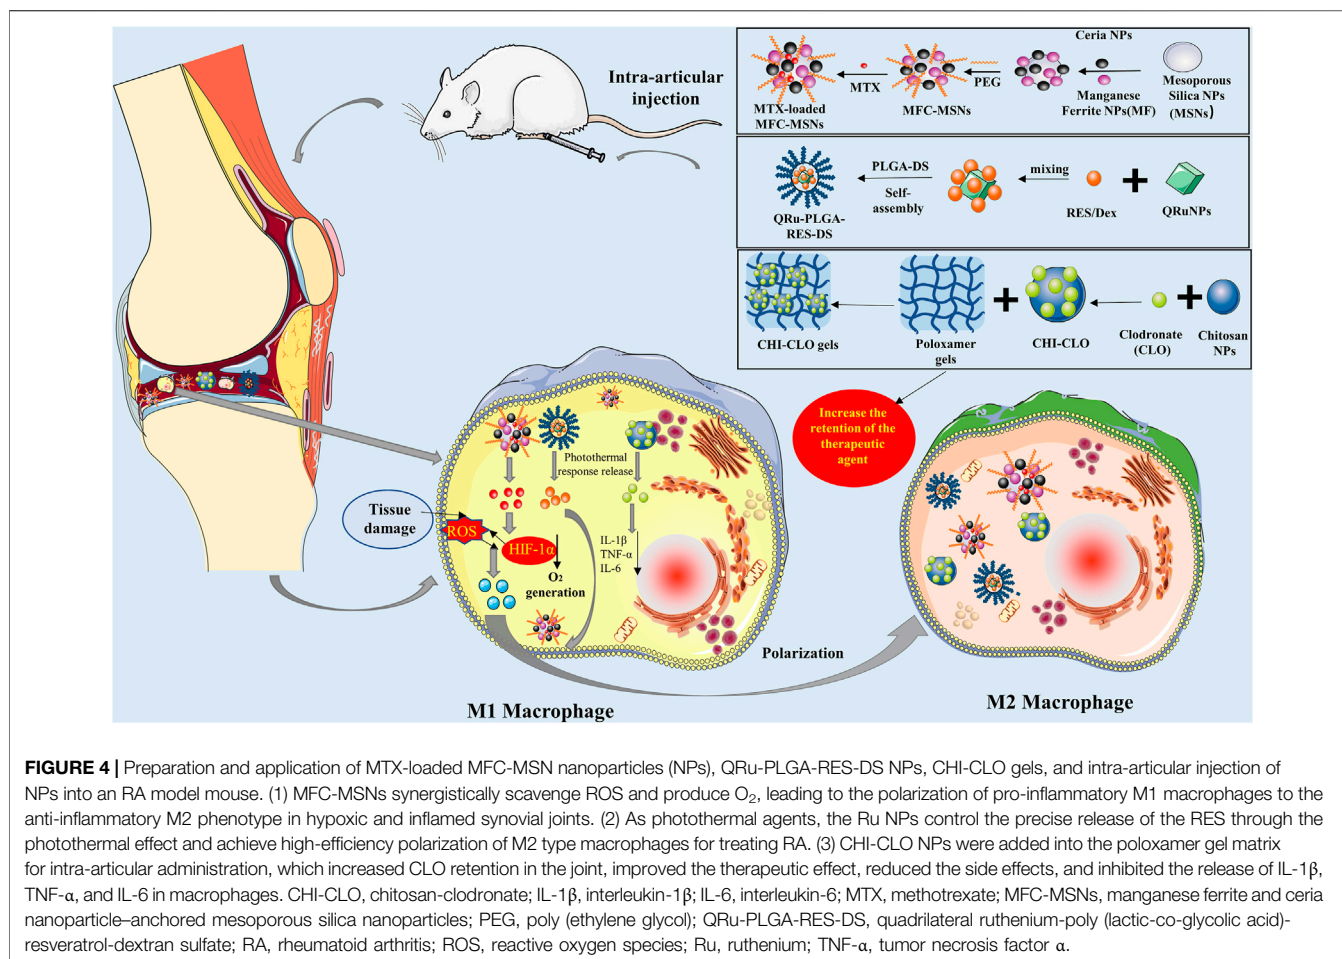 Intra-articular
injection
Ceria NPs
MTX
PEG
MTX-loaded
MFC-MSNs
MFC-MSNs
Manganese
Ferrite NPs(MF)
Mesoporous
Silica NPs
(MSNs)
PLGA-DS
Self-
assembly
mixing
QRu-PLGA-
RES-DS
RES/Dex
QRuNPs
CHI-CLO gels
Poloxamer
gels
CHI-CLO
Clodronate
(CLO)
Chitosan
NPs
Increase the
retention of the
therapeutic
agent
Photothermal
response release
Tissue
damage
ROS
HIF-1α
O₂
generation
IL-1β
TNF-α
IL-6
Polarization
M1 Macrophage
M2 Macrophage
FIGURE 4 | Preparation and application of MTX-loaded MFC-MSN nanoparticles (NPs), QRu-PLGA-RES-DS NPs, CHI-CLO gels, and intra-articular injection of
NPs into an RA model mouse. (1) MFC-MSNs synergistically scavenge ROS and produce O₂, leading to the polarization of pro-inflammatory M1 macrophages to the
anti-inflammatory M2 phenotype in hypoxic and inflamed synovial joints. (2) As photothermal agents, the Ru NPs control the precise release of the RES through the
photothermal effect and achieve high-efficiency polarization of M2 type macrophages for treating RA. (3) CHI-CLO NPs were added into the poloxamer gel matrix
for intra-articular administration, which increased CLO retention in the joint, improved the therapeutic effect, reduced the side effects, and inhibited the release of IL-1β,
TNF-α, and IL-6 in macrophages. CHI-CLO, chitosan-clodronate; IL-1β, interleukin-1β; IL-6, interleukin-6; MTX, methotrexate; MFC-MSNs, manganese ferrite and ceria
nanoparticle–anchored mesoporous silica nanoparticles; PEG, poly (ethylene glycol); QRu-PLGA-RES-DS, quadrilateral ruthenium-poly (lactic-co-glycolic acid)-
resveratrol-dextran sulfate; RA, rheumatoid arthritis; ROS, reactive oxygen species; Ru, ruthenium; TNF-α, tumor necrosis factor α.